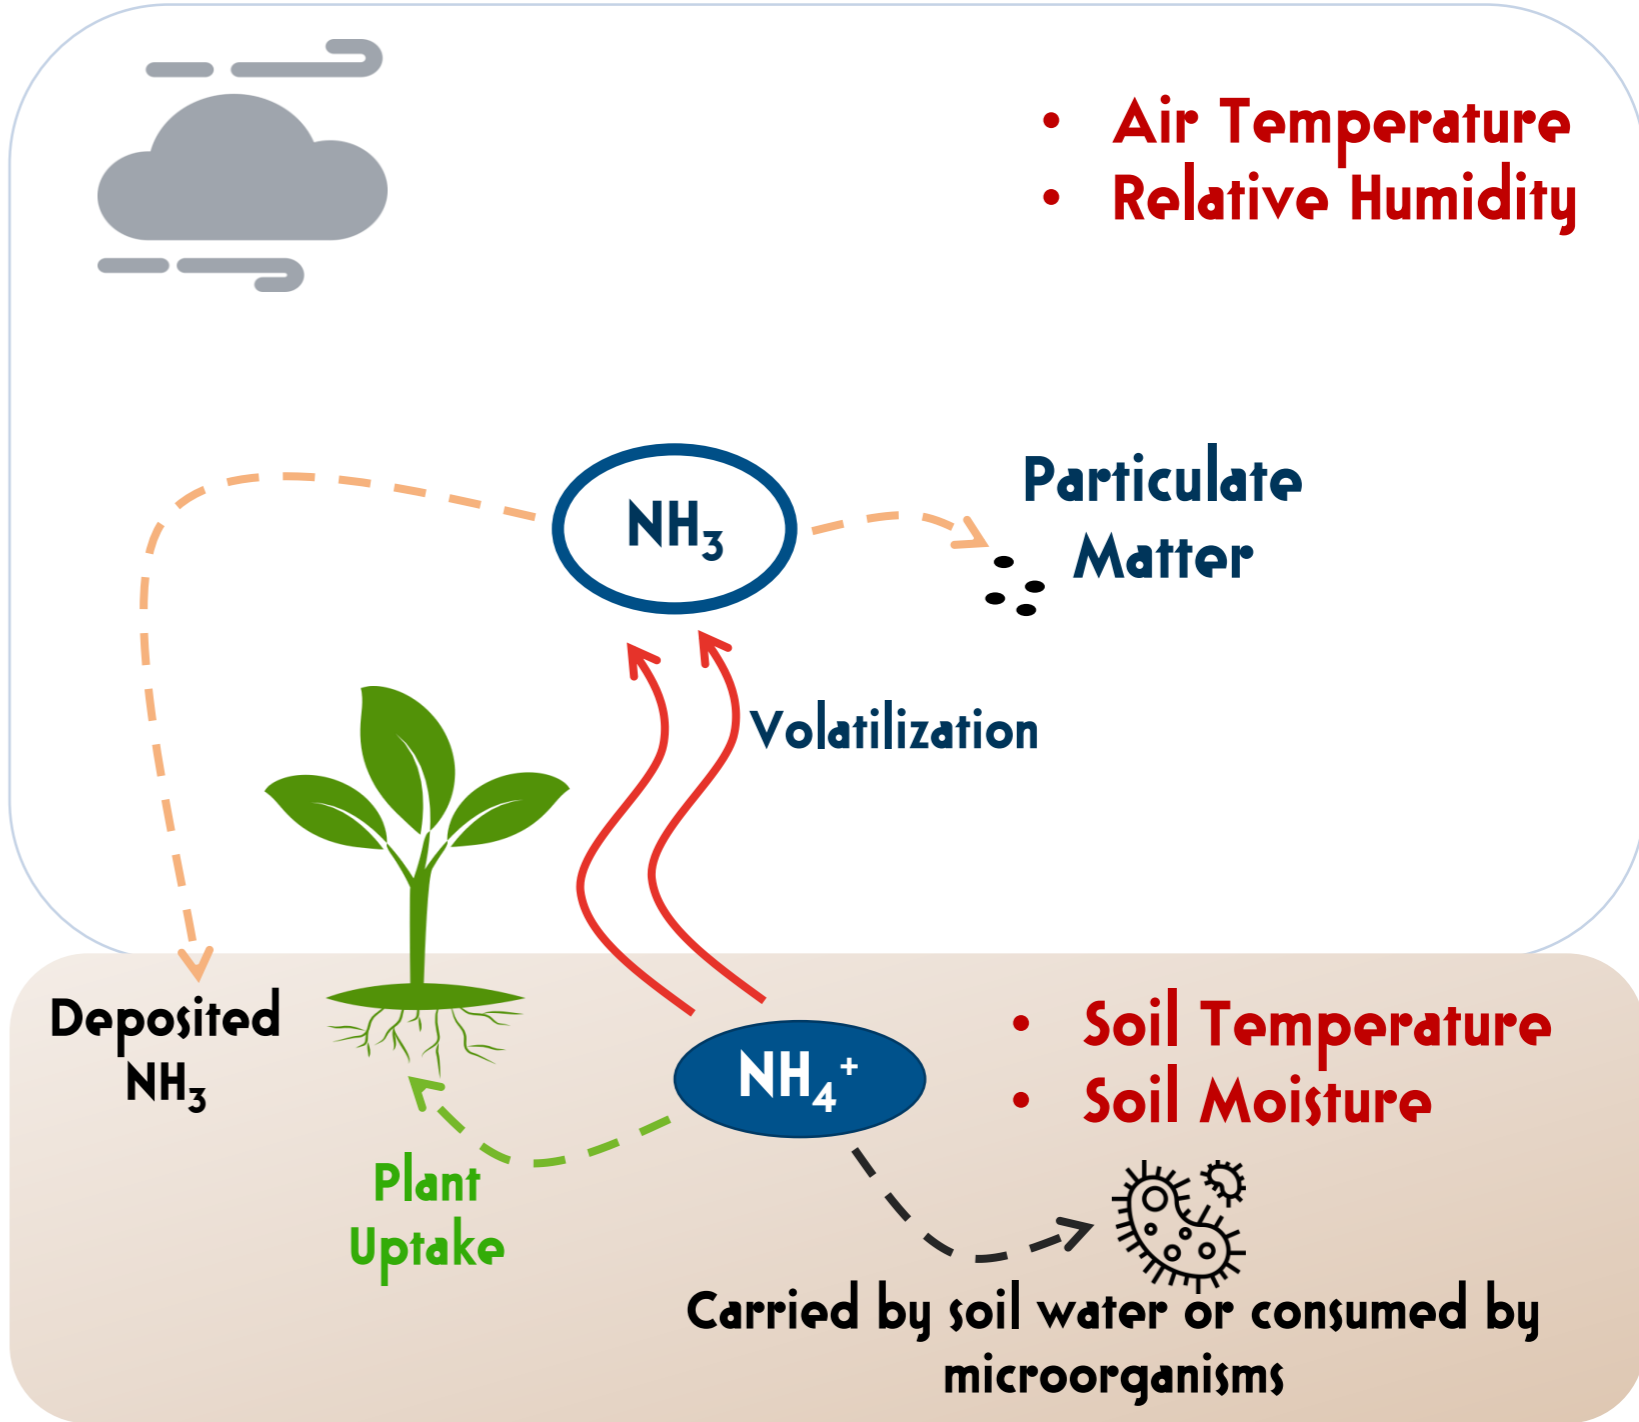 • Air Temperature
• Relative Humidity
Particulate
Matter
NH₃
Volatilization
Deposited
NH₃
NH₄⁺
• Soil Temperature
• Soil Moisture
Plant
Uptake
Carried by soil water or consumed by
microorganisms